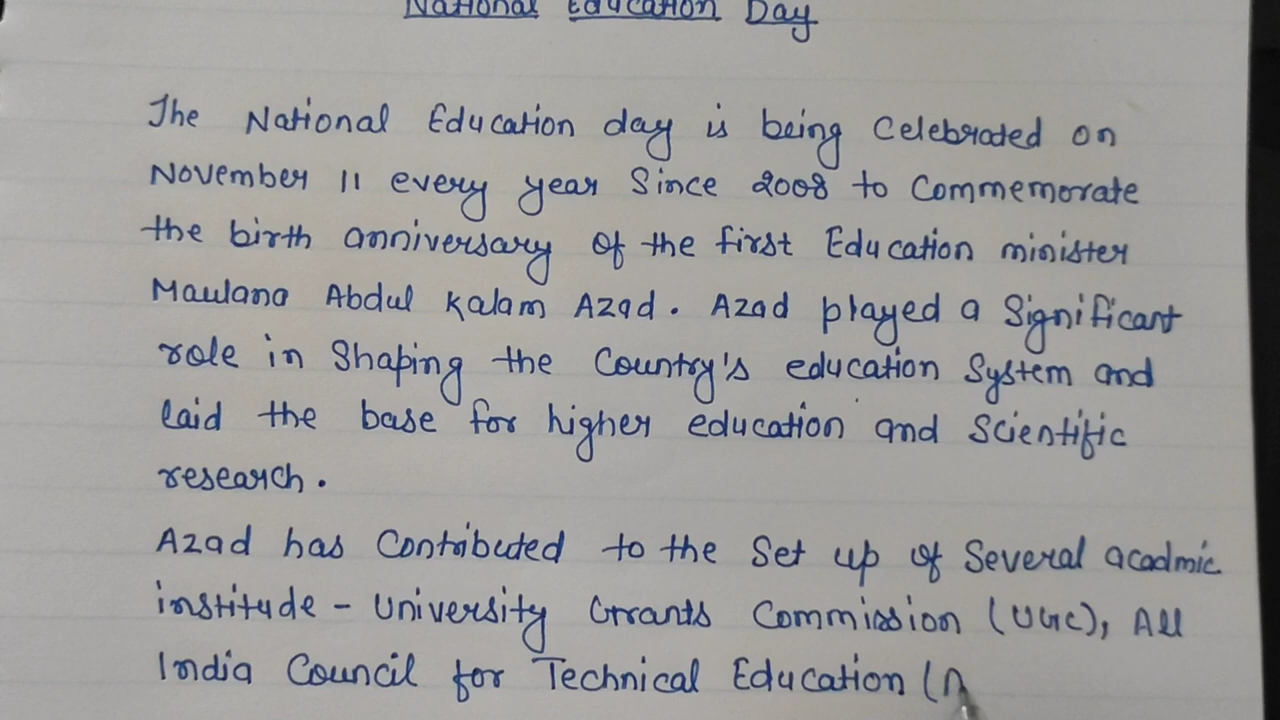 National Education Day
The National Education day is being Celebrated on
November 11 every year Since 2008 to Commemorate
the birth anniversary of the first Education minister
Maulana Abdul Kalam Azad. Azad played a Significant
role in Shaping the Country's education System and
laid the base for higher education and Scientific
research.
Azad has Contributed to the Set up of Several acadmic
institude - University Grants Commission (UGC), All
India Council for Technical Education (